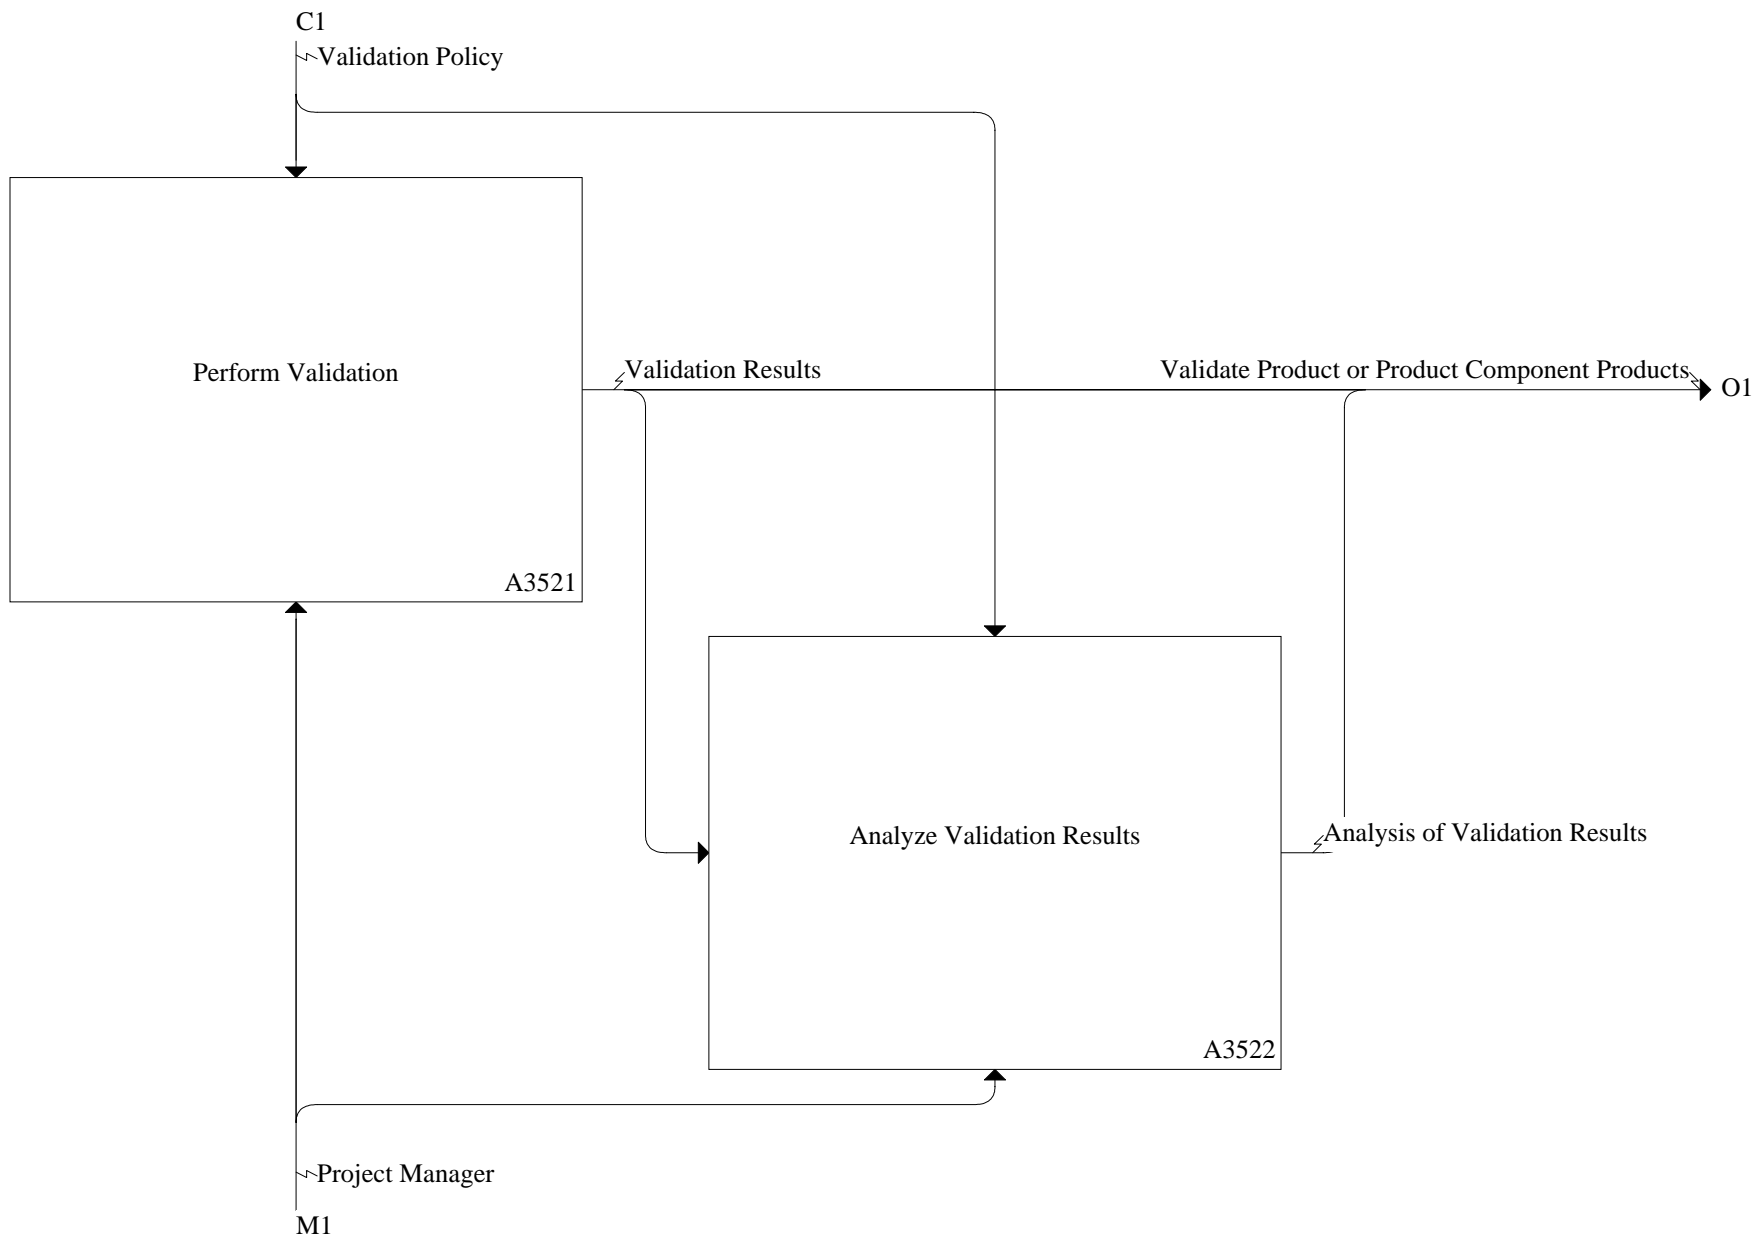 C1
Validation Policy
Perform Validation
A3521
Validation Results
Validate Product or Product Component Products
O1
Analyze Validation Results
A3522
Analysis of Validation Results
Project Manager
M1